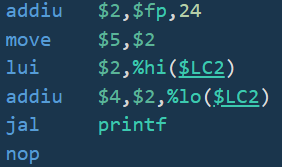 addiu $2,$fp,24
move $5,$2
lui $2,%hi($LC2)
addiu $4,$2,%lo($LC2)
jal printf
nop